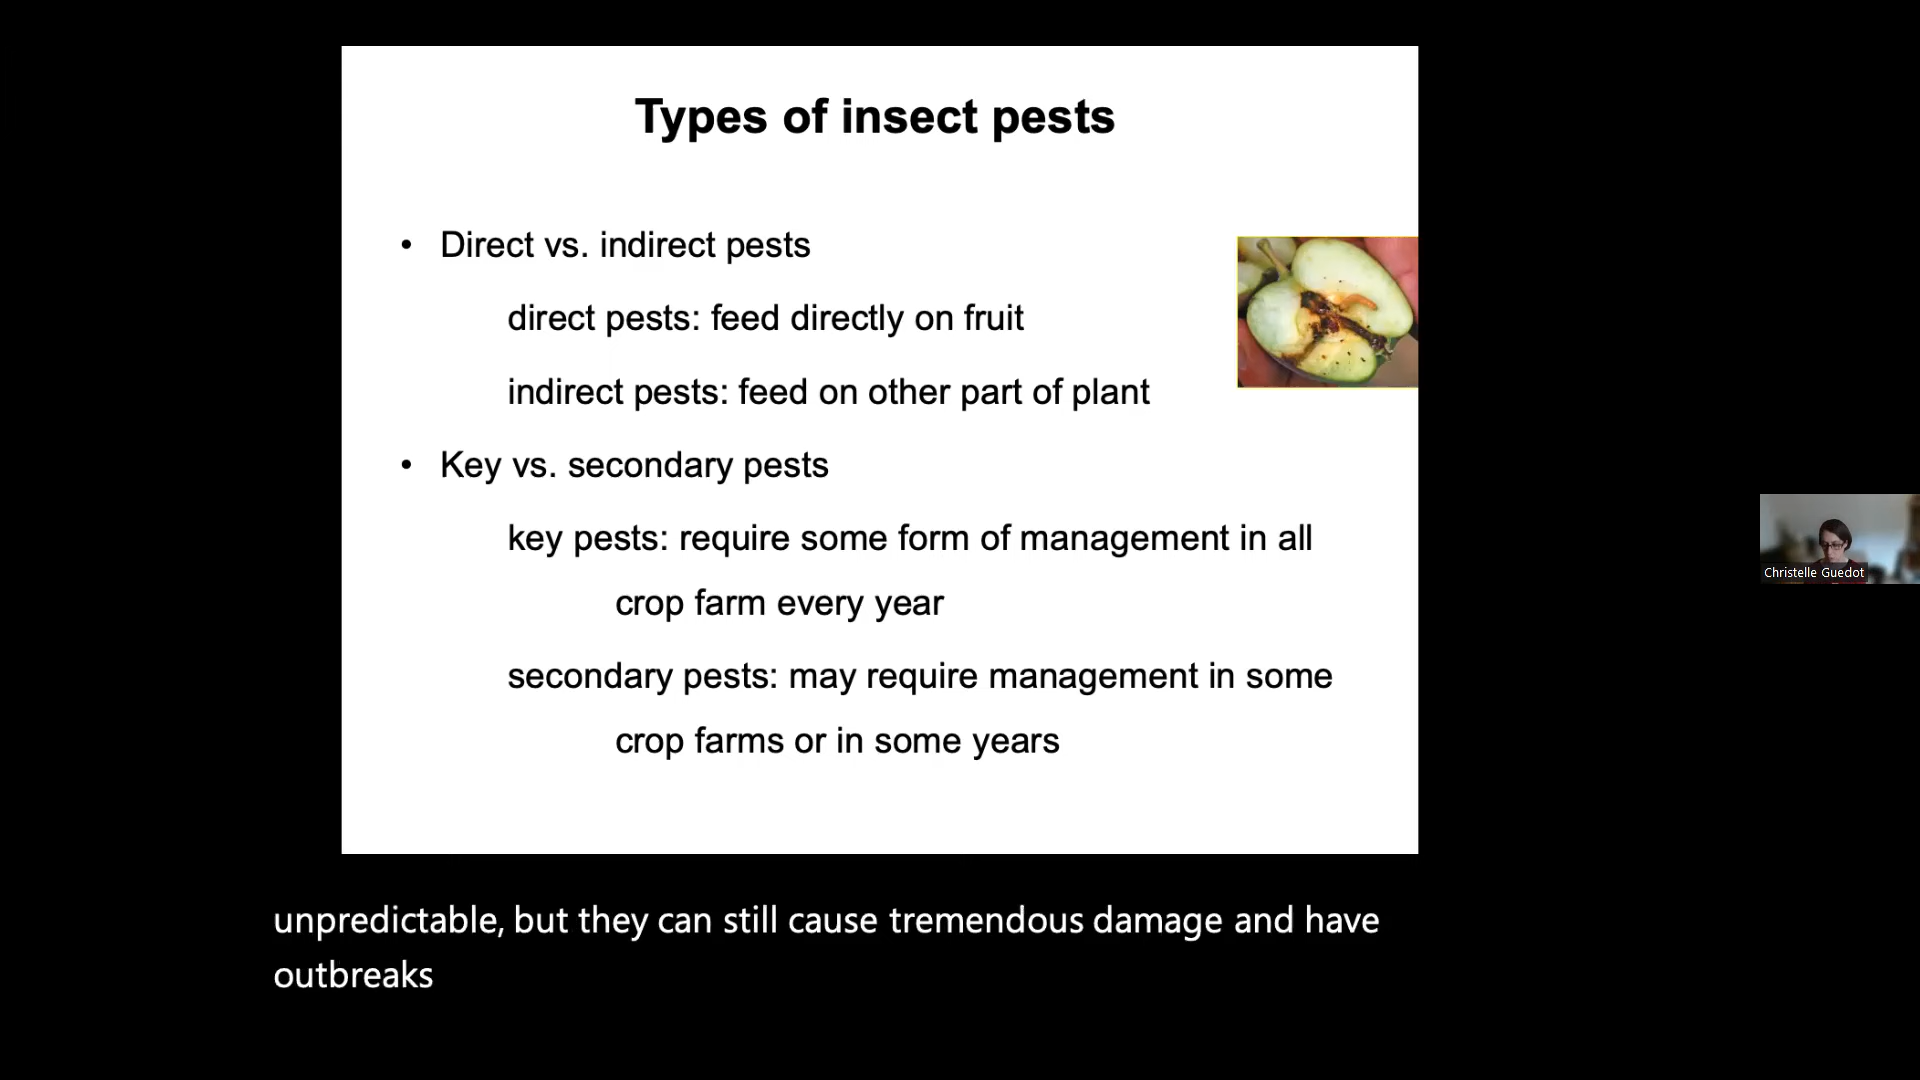 Types of insect pests
• Direct vs. indirect pests
direct pests: feed directly on fruit
indirect pests: feed on other part of plant
• Key vs. secondary pests
key pests: require some form of management in all
crop farm every year
secondary pests: may require management in some
crop farms or in some years
Christelle Guedot
unpredictable, but they can still cause tremendous damage and have
outbreaks